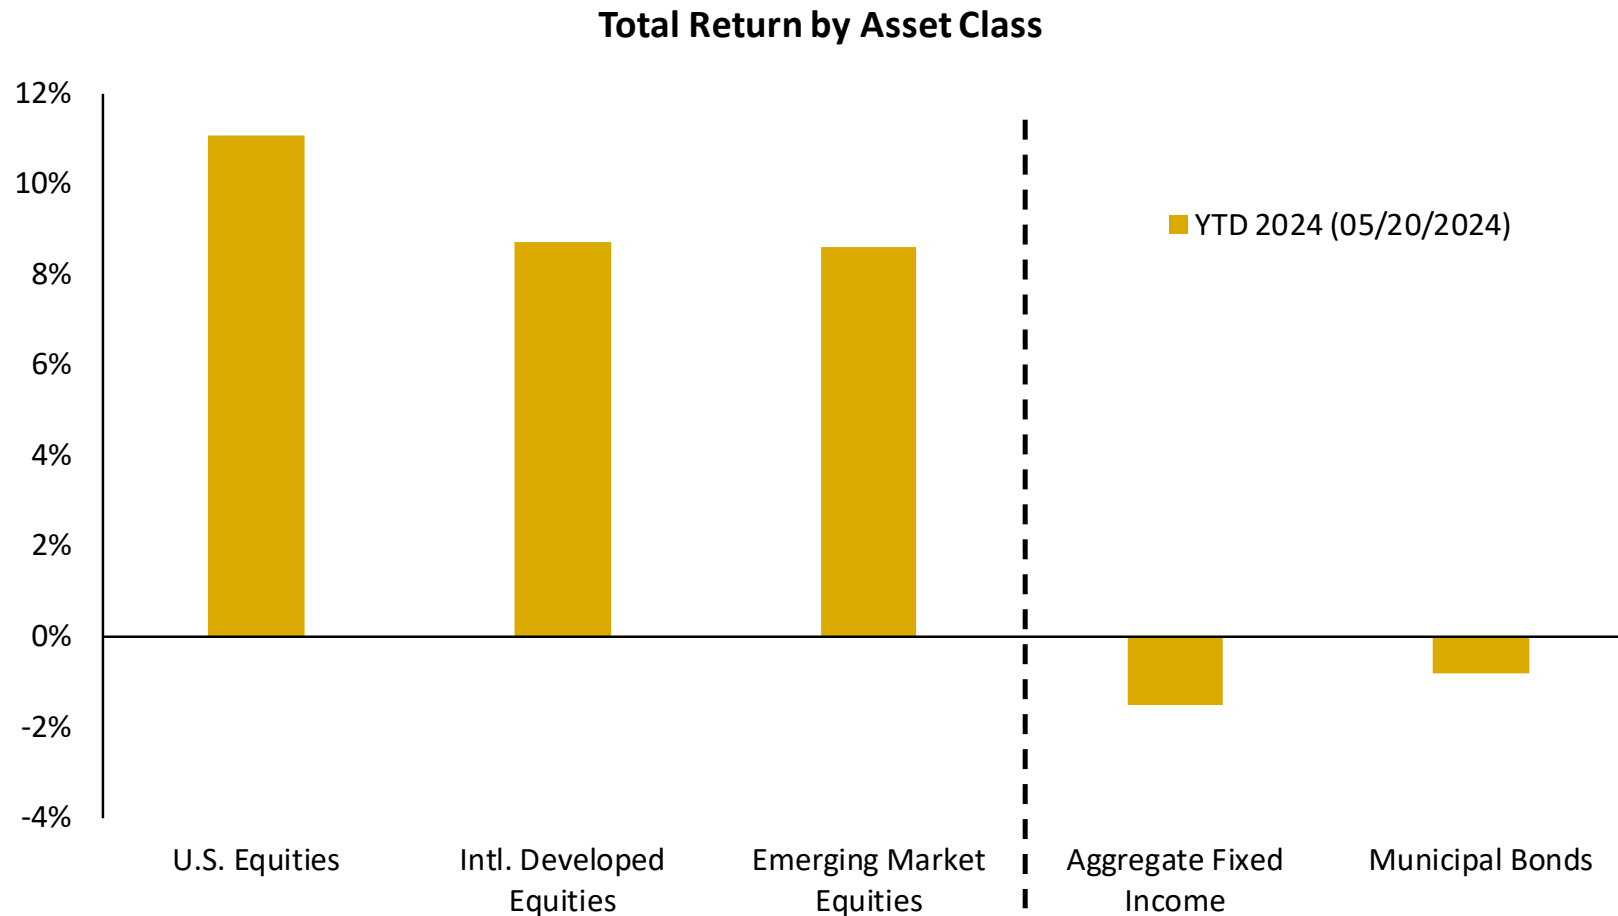 Total Return by Asset Class
12%
10%
8%
6%
4%
2%
0%
-2%
-4%
YTD 2024 (05/20/2024)
U.S. Equities
Intl. Developed
Equities
Emerging Market
Equities
Aggregate Fixed
Income
Municipal Bonds